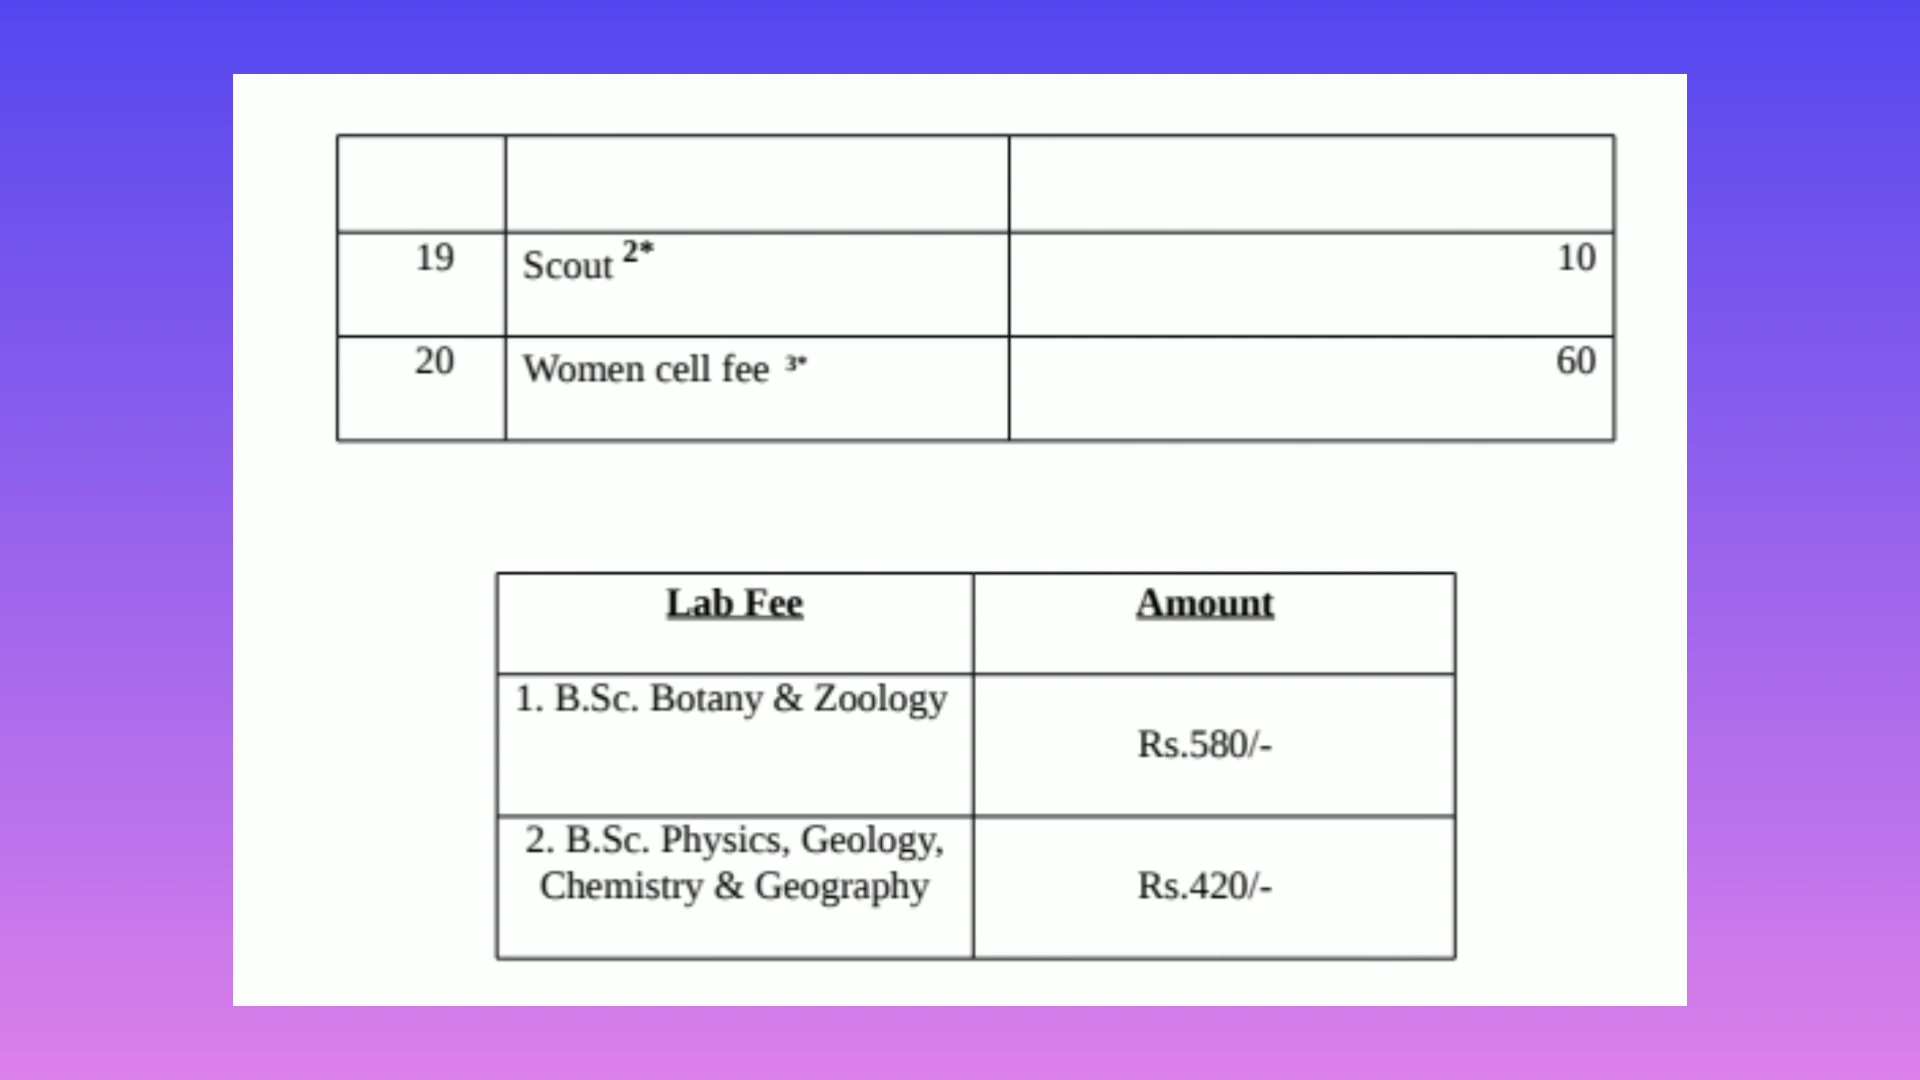 19 Scout 2* 10
20 Women cell fee 3* 60
Lab Fee Amount
1. B.Sc. Botany & Zoology
Rs.580/-
2. B.Sc. Physics, Geology,
Chemistry & Geography Rs.420/-